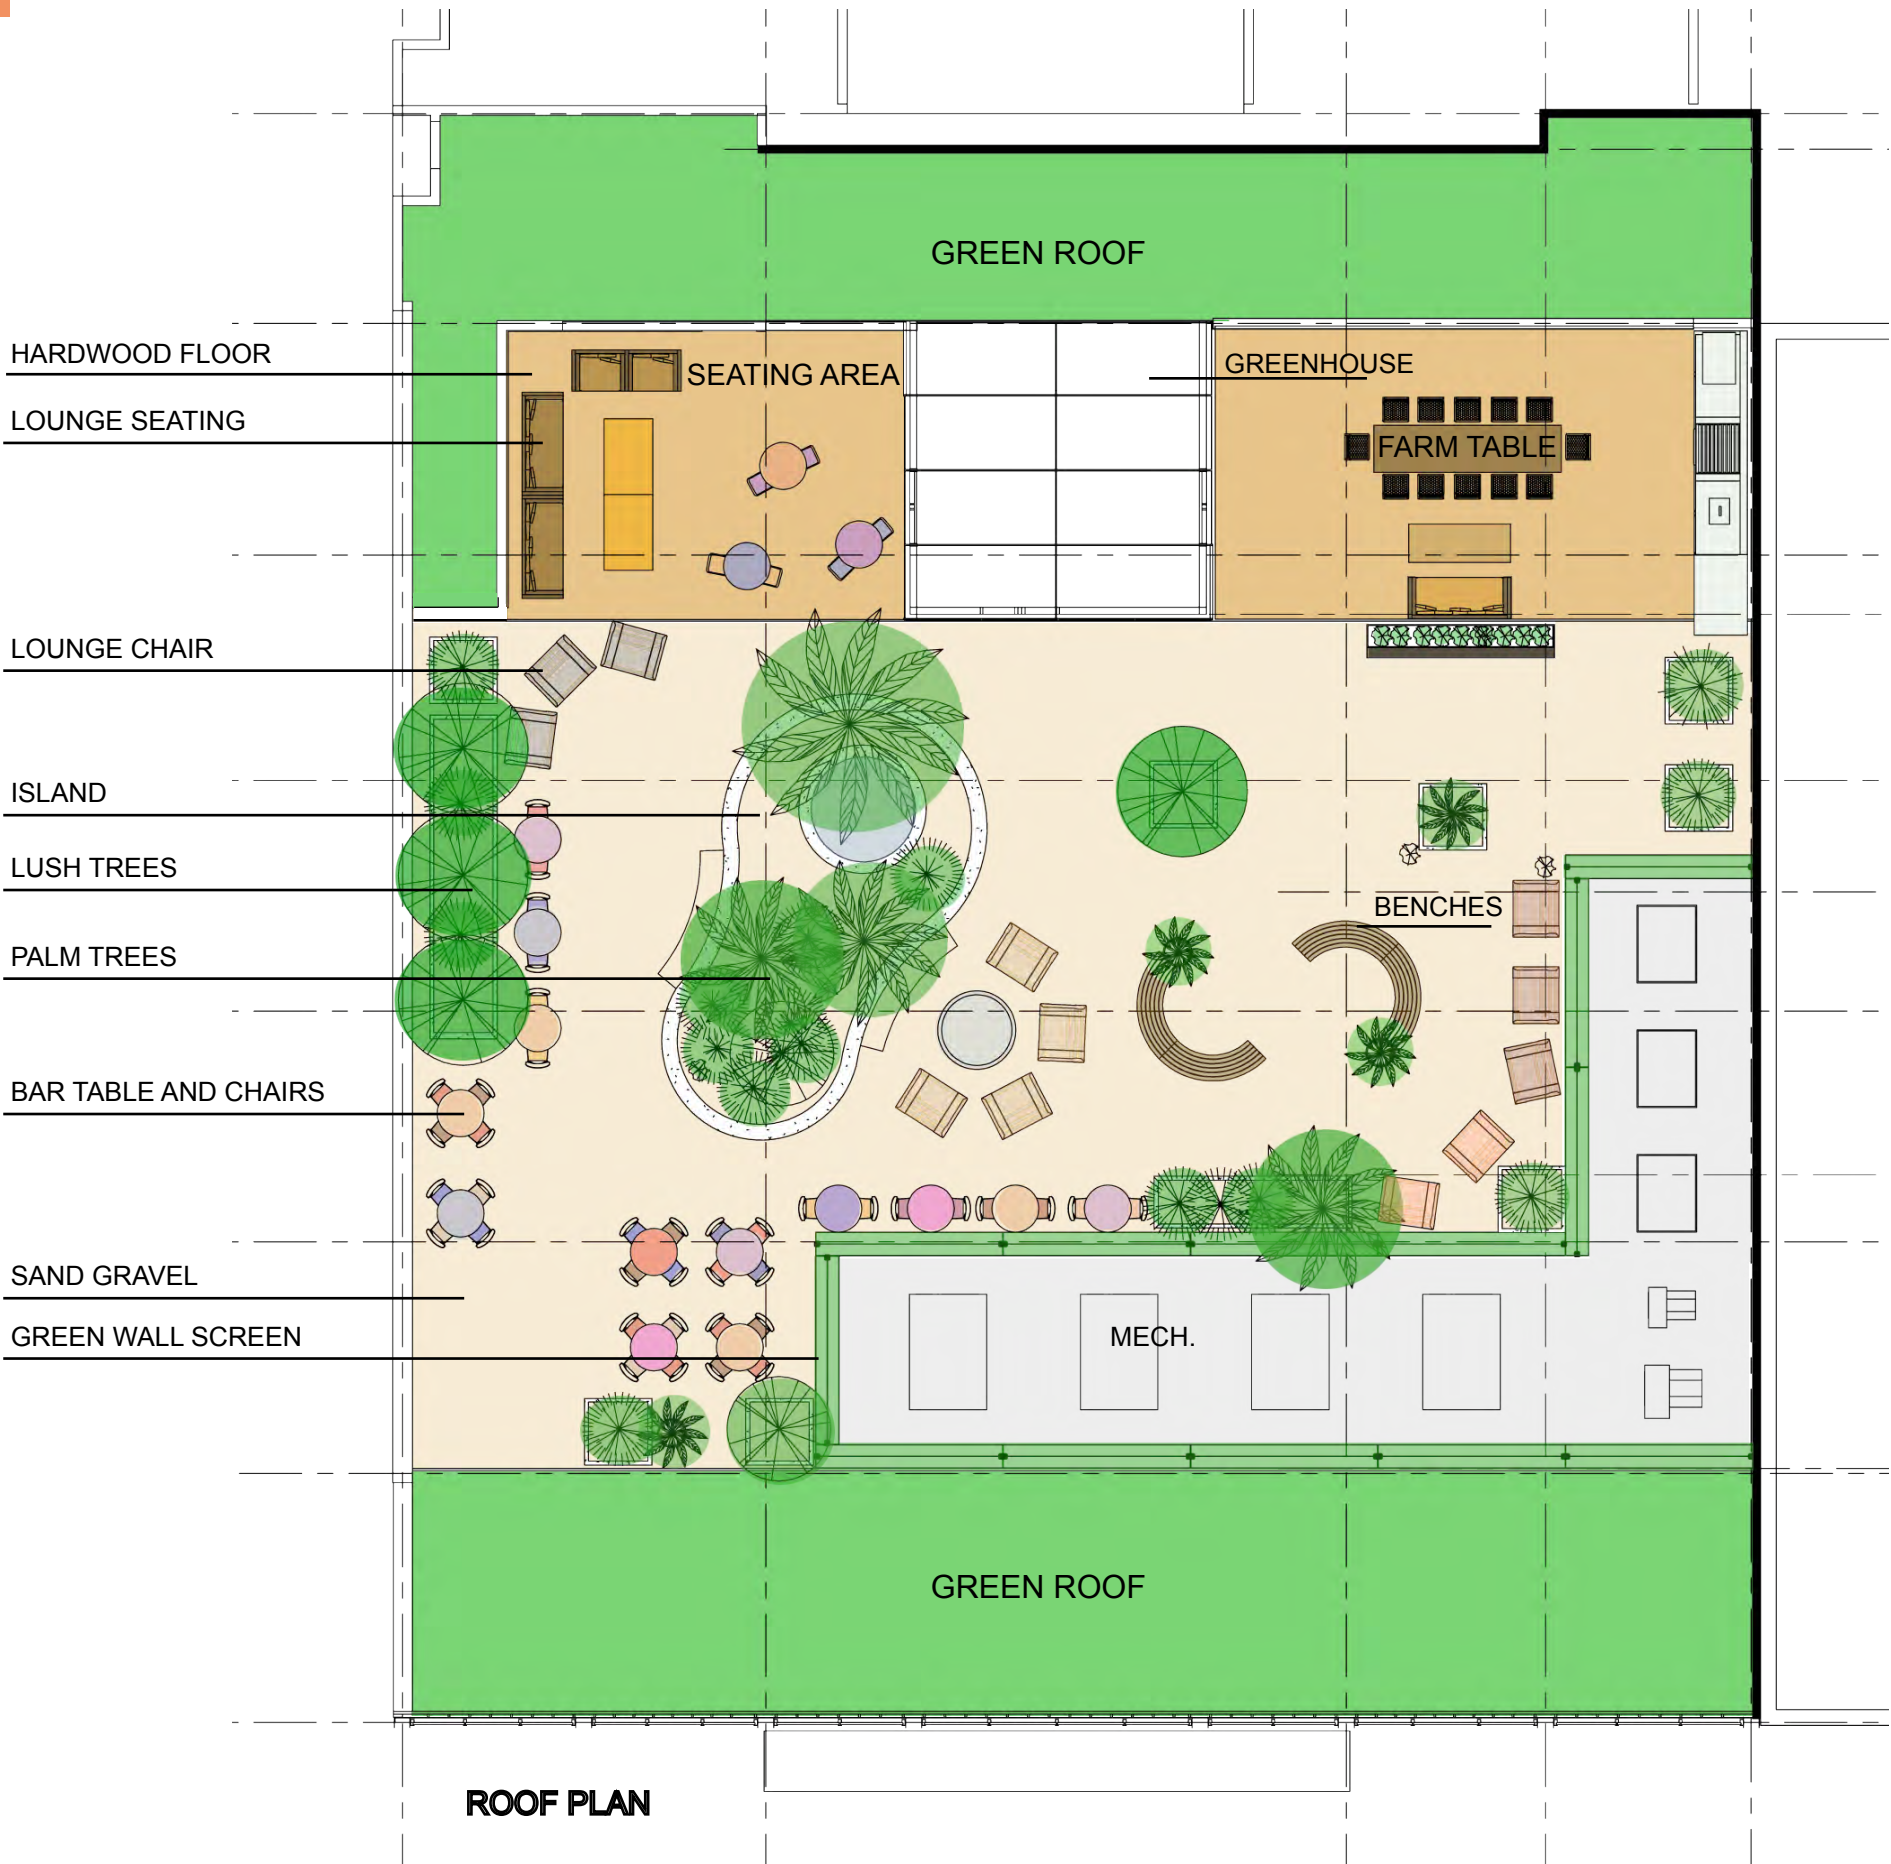 GREEN ROOF
HARDWOOD FLOOR
SEATING AREA
GREENHOUSE
LOUNGE SEATING
FARM TABLE
LOUNGE CHAIR
ISLAND
LUSH TREES
BENCHES
PALM TREES
BAR TABLE AND CHAIRS
SAND GRAVEL
GREEN WALL SCREEN
MECH.
GREEN ROOF
ROOF PLAN